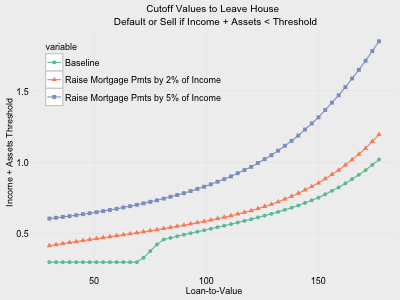 Cutoff Values to Leave House
Default or Sell if Income + Assets < Threshold
variable
Baseline
Raise Mortgage Pmts by 2% of Income
Raise Mortgage Pmts by 5% of Income
Income + Assets Threshold
1.5
1.0
0.5
50
100
150
Loan-to-Value